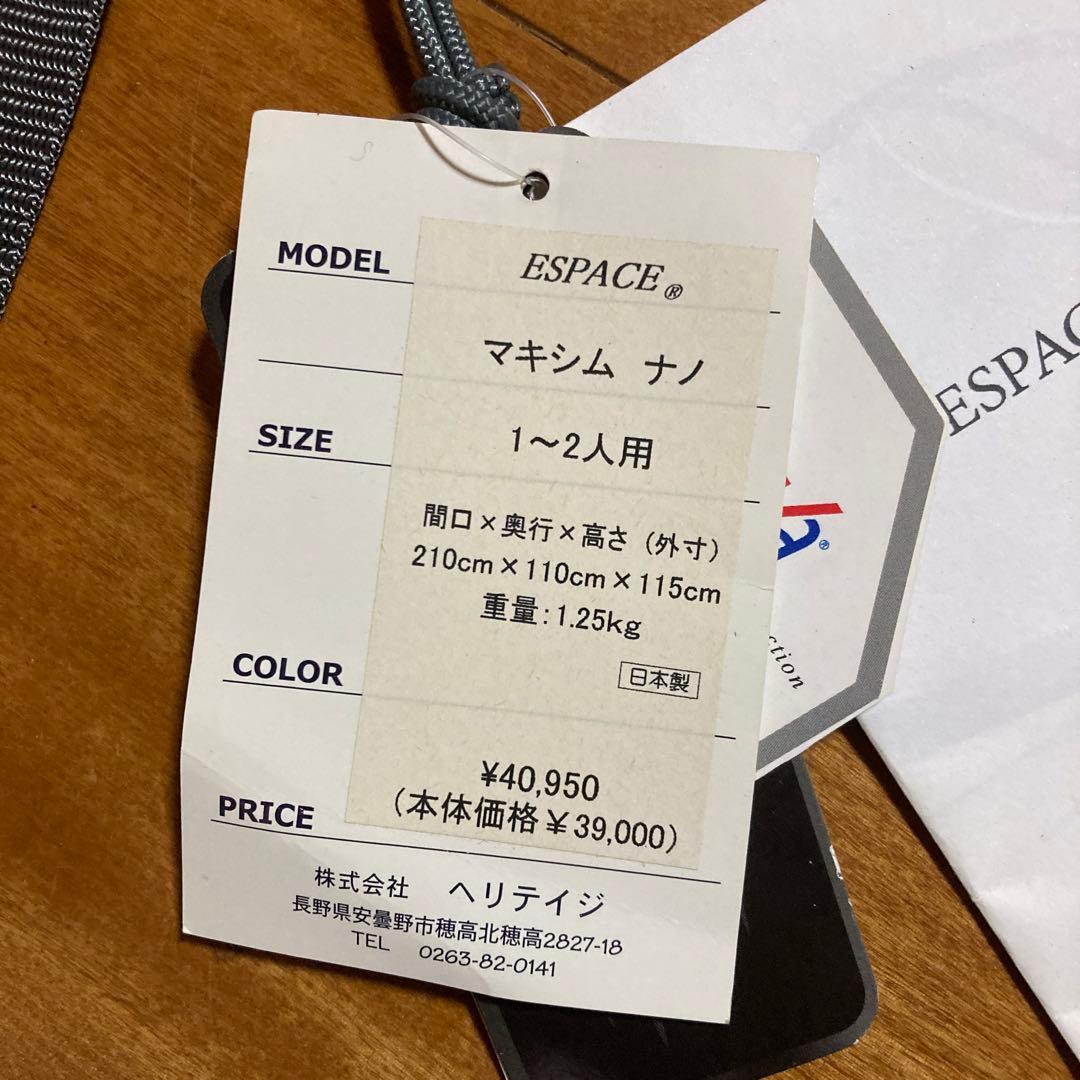 MODEL
ESPACE®
マキシム ナノ
SIZE
1～2人用
間口×奥行×高さ（外寸）
210cm×110cm×115cm
重量：1.25kg
COLOR
日本製
PRICE
¥40,950
（本体価格￥39,000）
株式会社 ヘリテイジ
長野県安曇野市穂高北穂高2827-18
TEL 0263-82-0141
ESPAC
®
ction